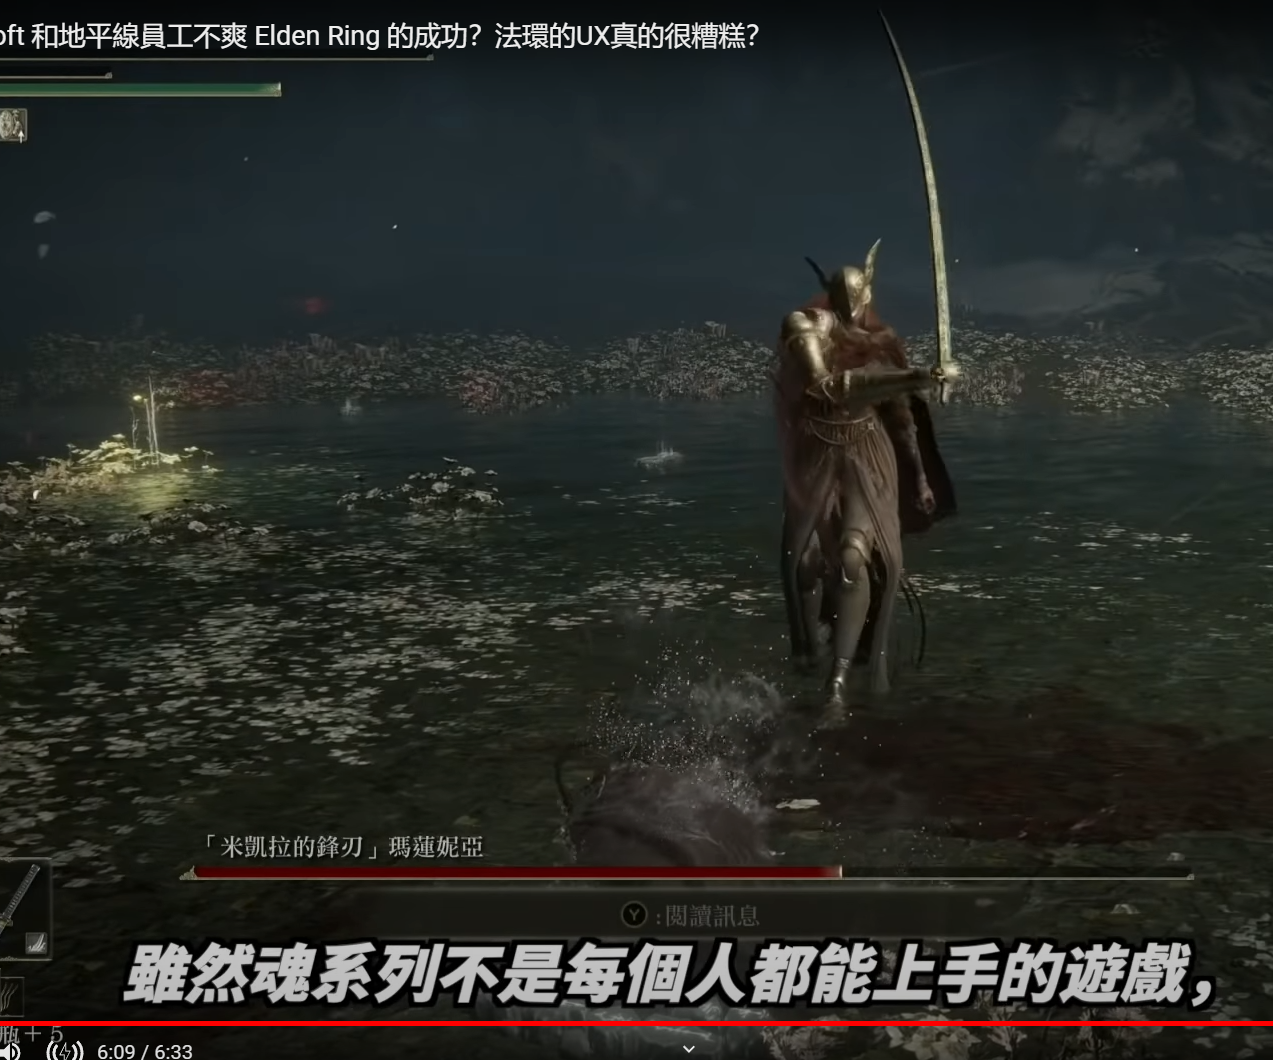 oft 和地平線員工不爽 Elden Ring 的成功？法環的UX真的很糟糕？
「米凱拉的鋒刃」瑪蓮妮亞
Y :閱讀訊息
雖然魂系列不是每個人都能上手的遊戲，
瓶＋5
6:09 / 6:33